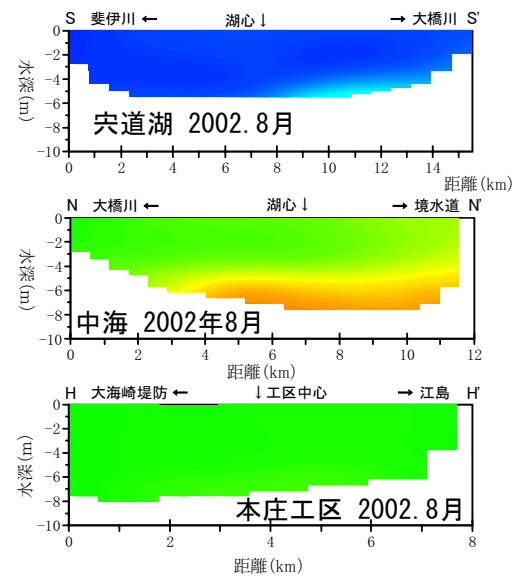 S 斐伊川 ← 湖心↓ → 大橋川 S'
0
-2
-4
-6
-8
-10
水深(m)
宍道湖 2002.8月
0 2 4 6 8 10 12 14
距離(km)
N 大橋川 ← 湖心↓ → 境水道 N'
0
-2
-4
-6
-8
-10
水深(m)
中海 2002年8月
0 2 4 6 8 10 12
距離(km)
H 大海崎堤防 ← ↓工区中心 → 江島 H'
0
-2
-4
-6
-8
-10
水深(m)
本庄工区 2002.8月
0 2 4 6 8
距離(km)